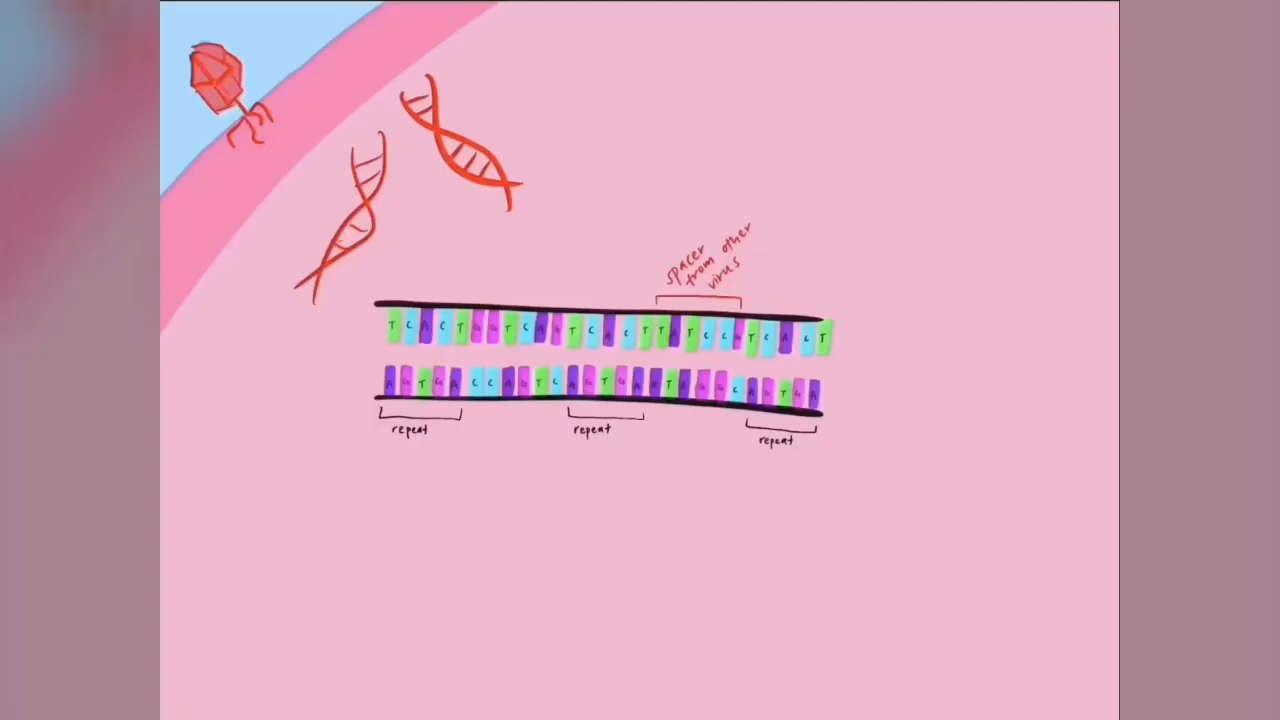 spacer
from other
virus
T C A C T G G T C A G T C A C T T A T C C G T C A C T
A G T G A C C A G T C A G T G A A T A G G C A G T G A
repeat repeat repeat